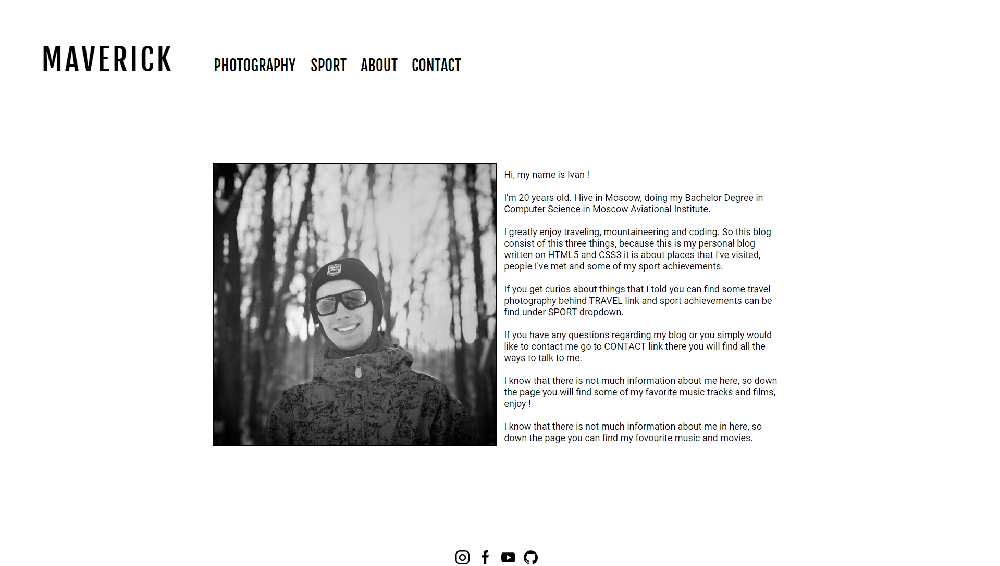 MAVERICK
PHOTOGRAPHY SPORT ABOUT CONTACT
Hi, my name is Ivan !
I'm 20 years old. I live in Moscow, doing my Bachelor Degree in
Computer Science in Moscow Aviational Institute.
I greatly enjoy traveling, mountaineering and coding. So this blog
consist of this three things, because this is my personal blog
written on HTML5 and CSS3 it is about places that I've visited,
people I've met and some of my sport achievements.
If you get curios about things that I told you can find some travel
photography behind TRAVEL link and sport achievements can be
find under SPORT dropdown.
If you have any questions regarding my blog or you simply would
like to contact me go to CONTACT link there you will find all the
ways to talk to me.
I know that there is not much information about me here, so down
the page you will find some of my favorite music tracks and films,
enjoy !
I know that there is not much information about me in here, so
down the page you can find my fovourite music and movies.